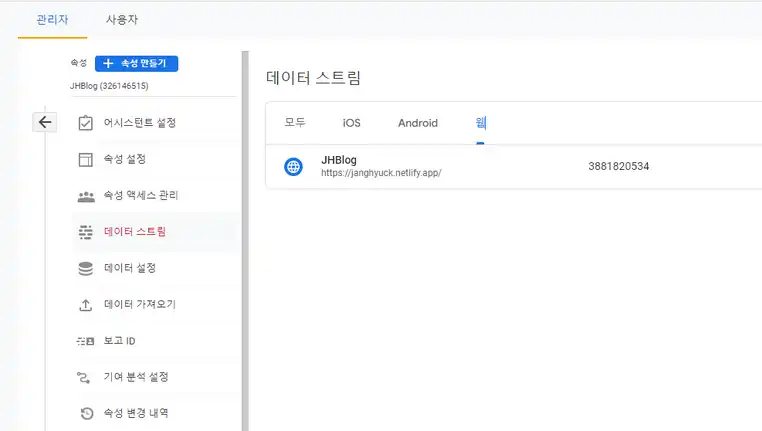 관리자 사용자
속성 + 속성 만들기
JHBlog (326146515)
어시스턴트 설정
속성 설정
속성 액세스 관리
데이터 스트림
데이터 설정
데이터 가져오기
보고 ID
기여 분석 설정
속성 변경 내역
데이터 스트림
모두 iOS Android 웹
JHBlog 3881820534
https://janghyuck.netlify.app/